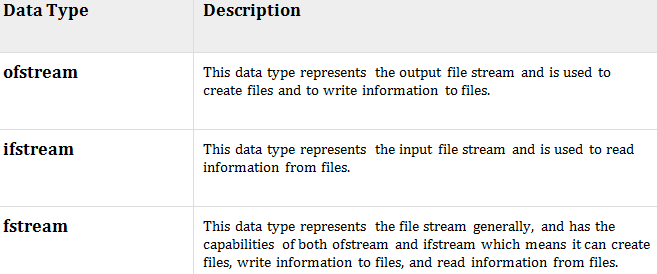 Data Type Description
ofstream This data type represents the output file stream and is used to
create files and to write information to files.
ifstream This data type represents the input file stream and is used to read
information from files.
fstream This data type represents the file stream generally, and has the
capabilities of both ofstream and ifstream which means it can create
files, write information to files, and read information from files.